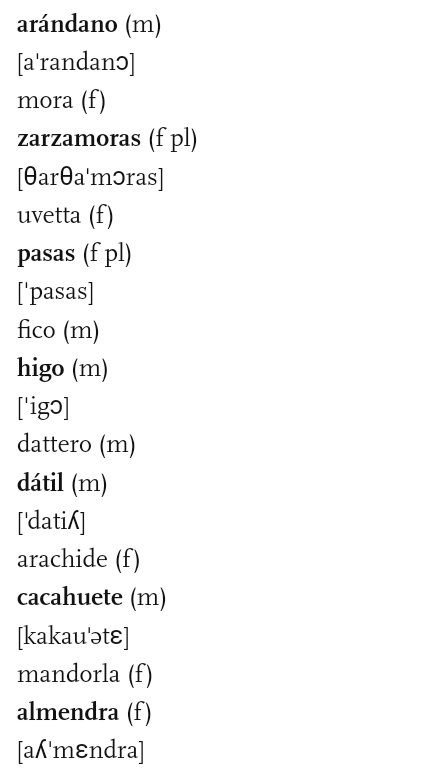 arándano (m)
[a'randanɔ]
mora (f)
zarzamoras (f pl)
[θarθa'mɔras]
uvetta (f)
pasas (f pl)
['pasas]
fico (m)
higo (m)
['igɔ]
dattero (m)
dátil (m)
['datiʎ]
arachide (f)
cacahuete (m)
[kakau'ətɛ]
mandorla (f)
almendra (f)
[aʎ'mɛndra]